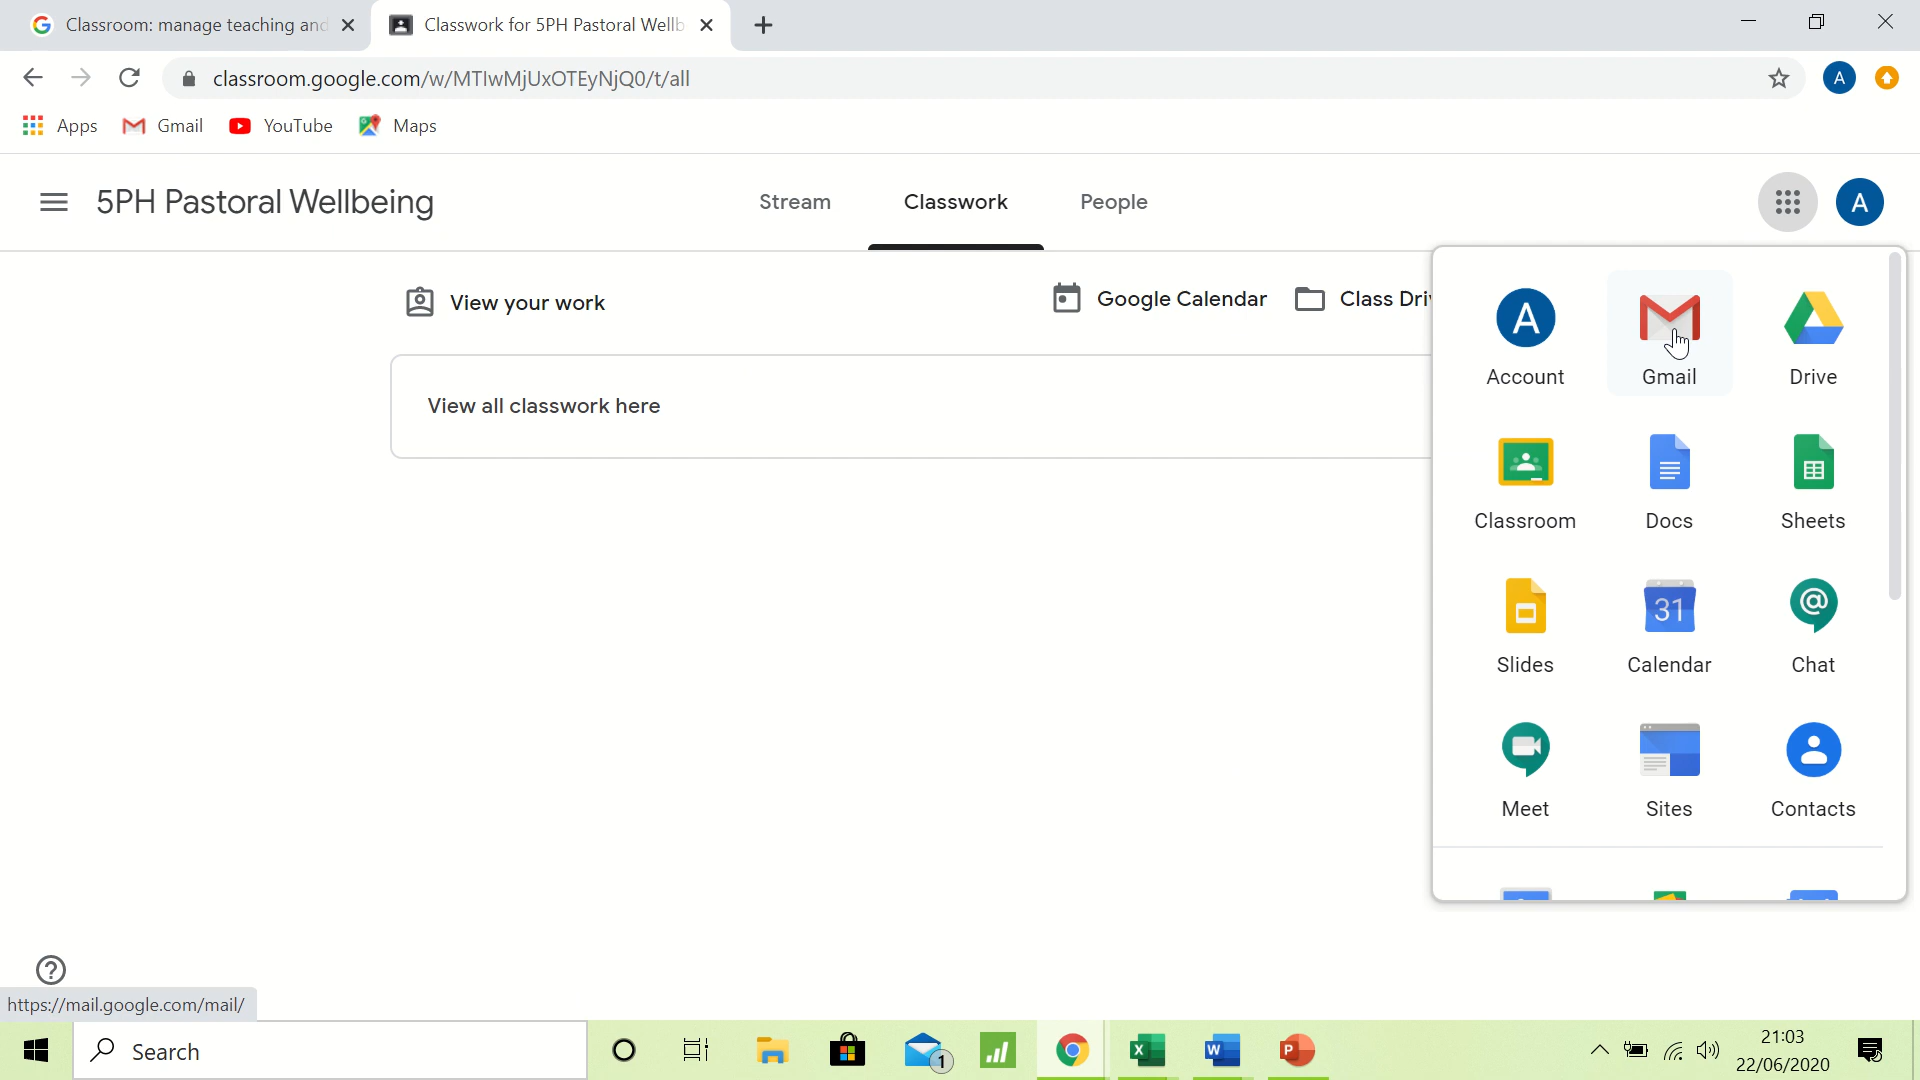 Classroom: manage teaching and
Classwork for 5PH Pastoral Wellb
classroom.google.com/w/MTIwMjUxOTEyNjQ0/t/all
A
Apps
Gmail
YouTube
Maps
5PH Pastoral Wellbeing
Stream
Classwork
People
A
View your work
Google Calendar
Class Driv
View all classwork here
A
Account
Gmail
Drive
Classroom
Docs
Sheets
31
@
Slides
Calendar
Chat
Meet
Sites
Contacts
?
https://mail.google.com/mail/
Search
1
X
W
P
21:03
22/06/2020